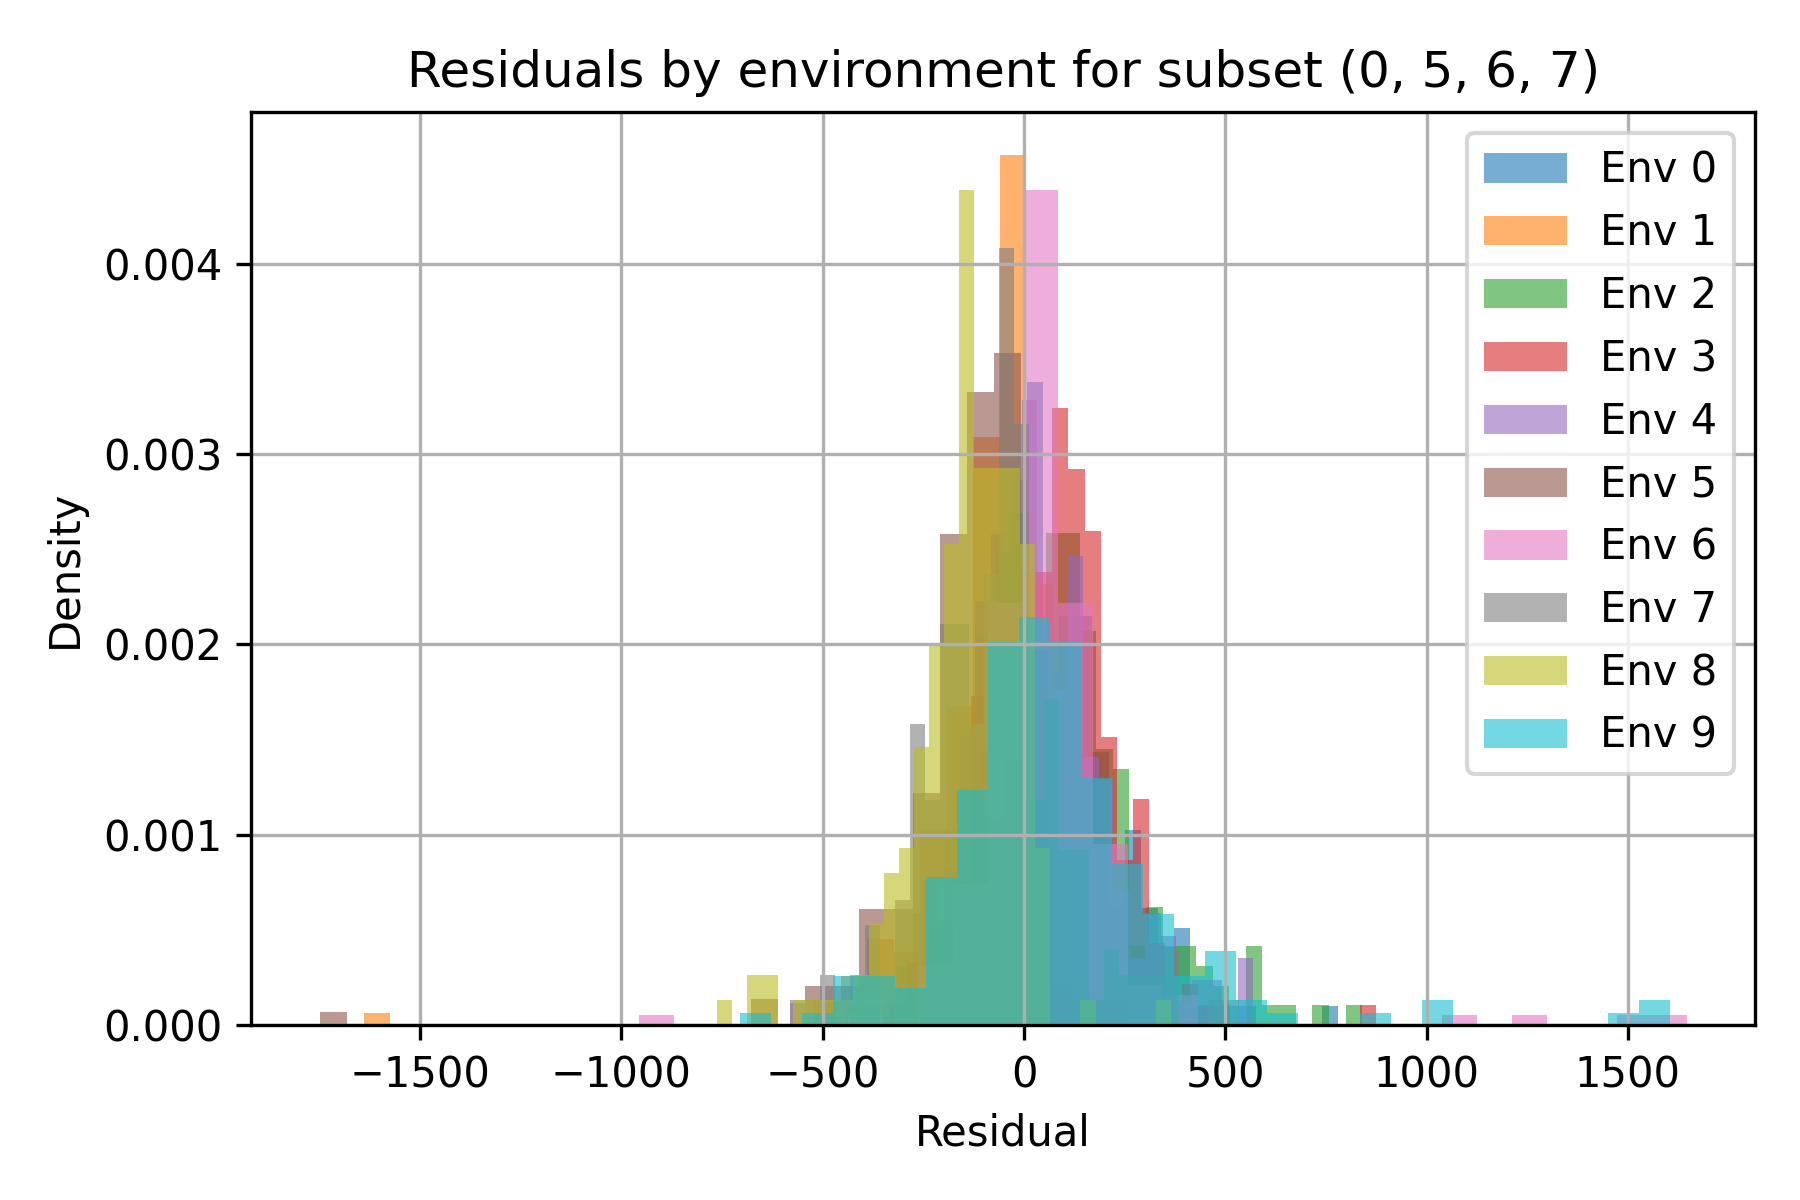 Residuals by environment for subset (0, 5, 6, 7)
Density
0.004
0.003
0.002
0.001
0.000
−1500
−1000
−500
0
500
1000
1500
Residual
Env 0
Env 1
Env 2
Env 3
Env 4
Env 5
Env 6
Env 7
Env 8
Env 9